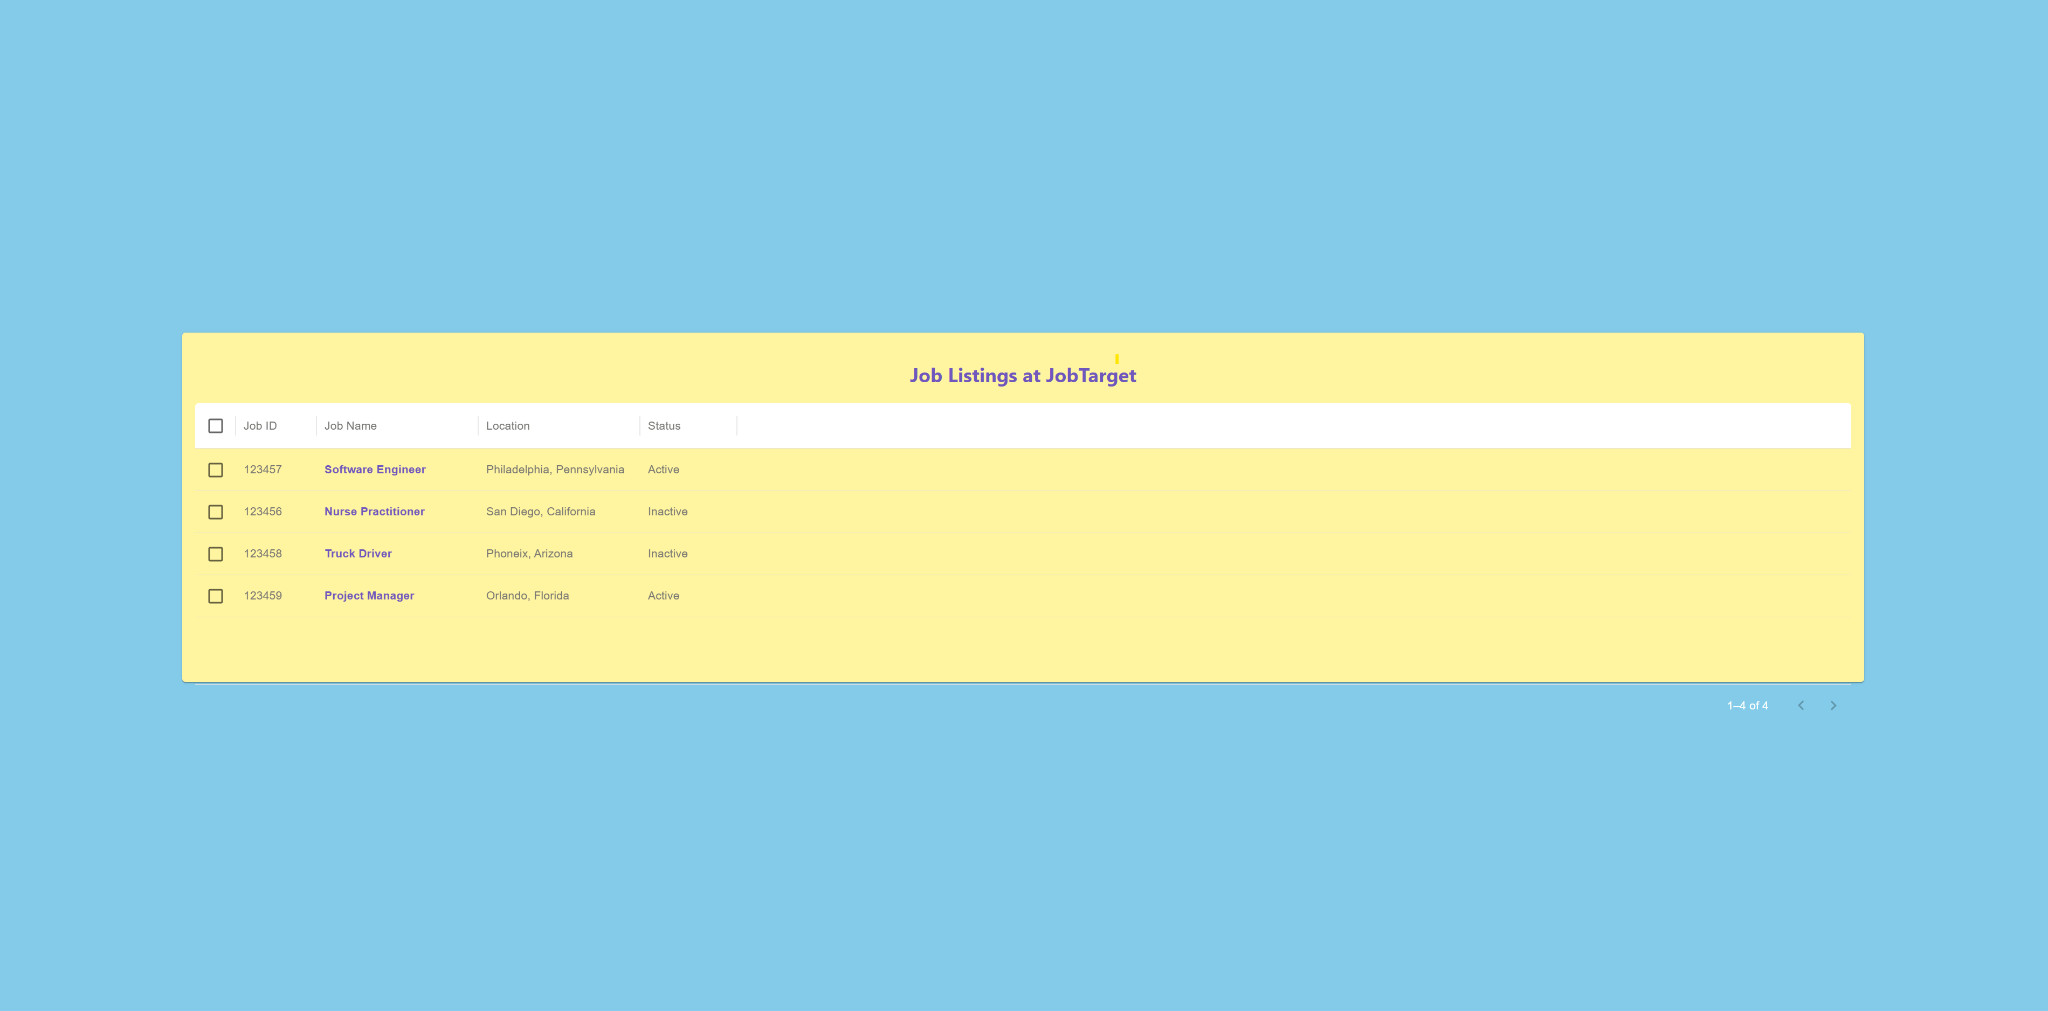 Job Listings at JobTarget
Job ID Job Name Location Status
123457 Software Engineer Philadelphia, Pennsylvania Active
123456 Nurse Practitioner San Diego, California Inactive
123458 Truck Driver Phoneix, Arizona Inactive
123459 Project Manager Orlando, Florida Active
1–4 of 4